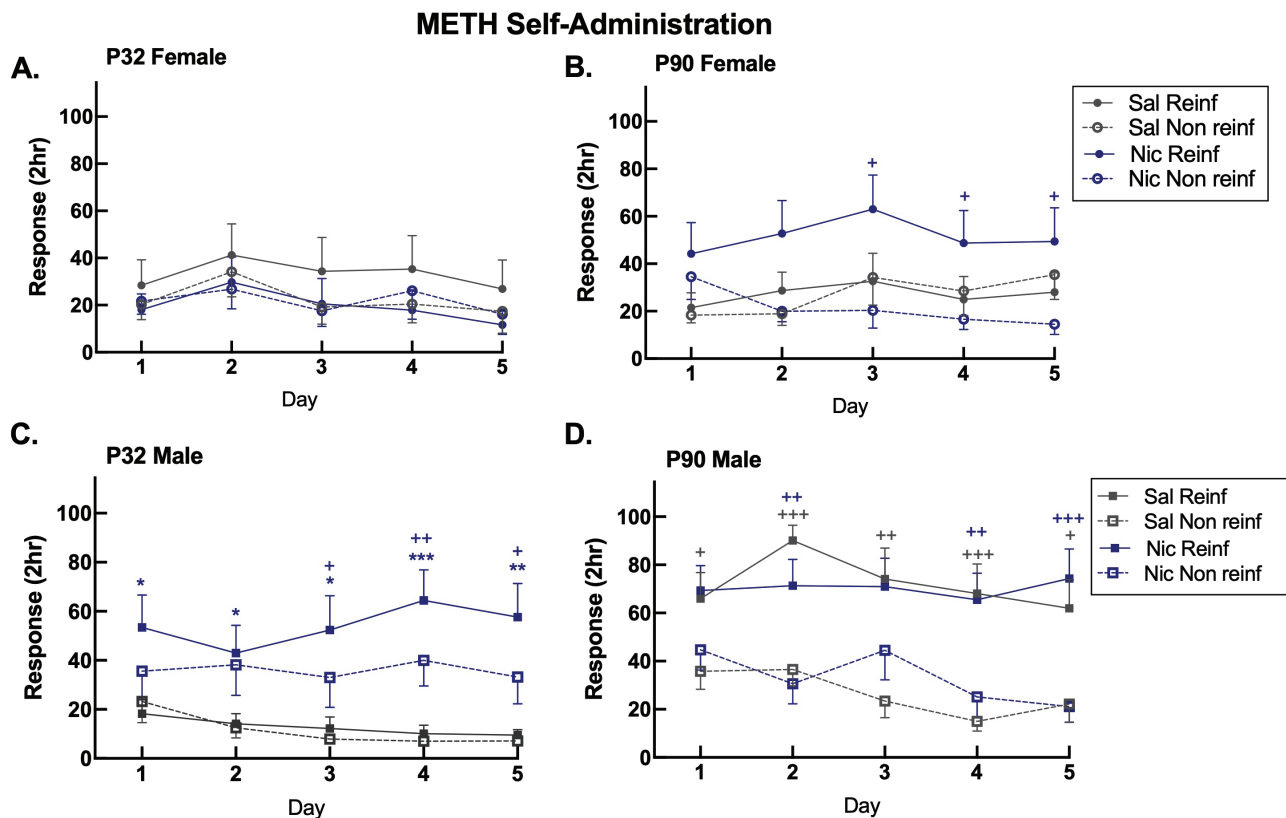 METH Self-Administration
A.
P32 Female
Response (2hr)
100
80
60
40
20
0
1 2 3 4 5
Day
B.
P90 Female
Response (2hr)
100
80
60
40
20
0
+ + +
1 2 3 4 5
Day
Sal Reinf
Sal Non reinf
Nic Reinf
Nic Non reinf
C.
P32 Male
Response (2hr)
100
80
60
40
20
0
++
+ *** +
* * * **
1 2 3 4 5
Day
D.
P90 Male
Response (2hr)
100
80
60
40
20
0
++
+++
+ ++ ++ +++
+++ +
1 2 3 4 5
Day
Sal Reinf
Sal Non reinf
Nic Reinf
Nic Non reinf